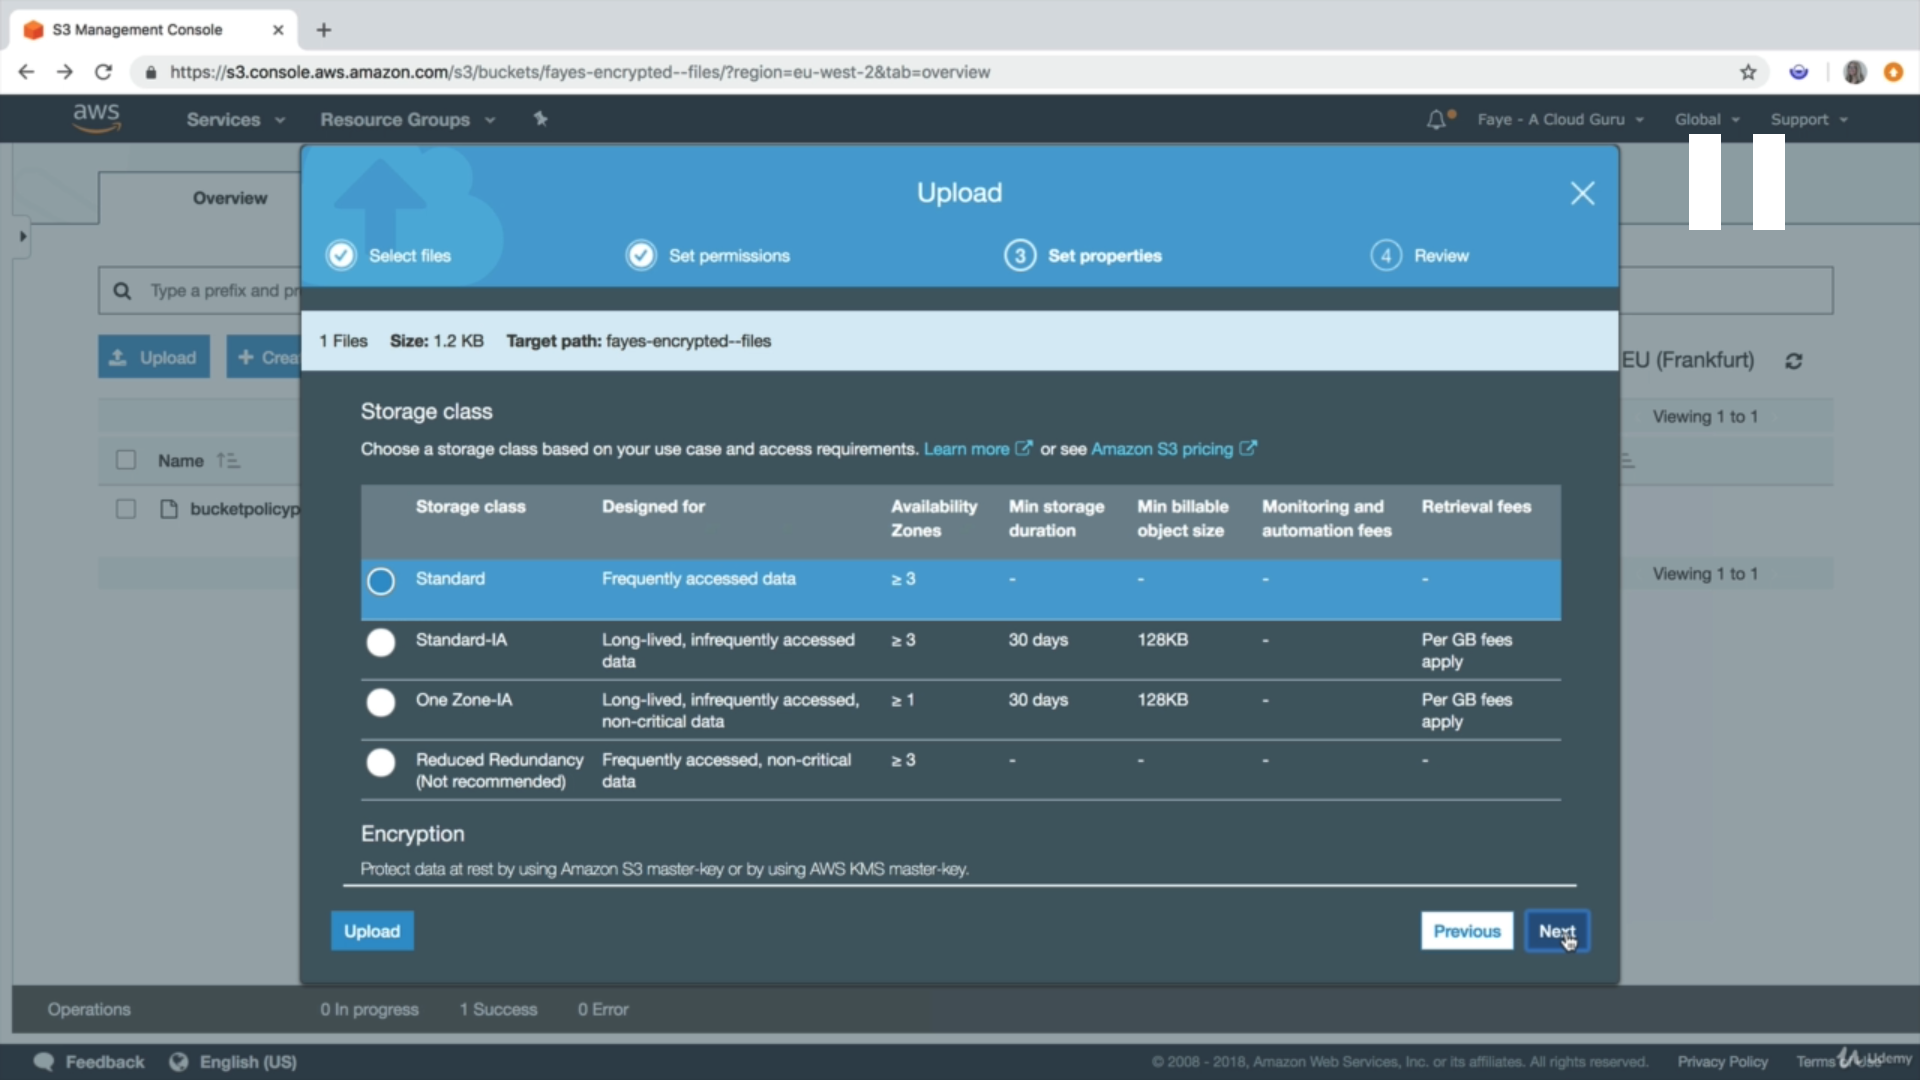 S3 Management Console
https://s3.console.aws.amazon.com/s3/buckets/fayes-encrypted--files/?region=eu-west-2&tab=overview
aws Services Resource Groups Faye - A Cloud Guru Global Support
Overview
Upload
Select files Set permissions 3 Set properties 4 Review
Type a prefix and pr
1 Files Size: 1.2 KB Target path: fayes-encrypted--files
Upload + Crea EU (Frankfurt)
Viewing 1 to 1
Name
bucketpolicyp
Viewing 1 to 1
Storage class
Choose a storage class based on your use case and access requirements. Learn more or see Amazon S3 pricing
Storage class Designed for Availability Zones Min storage duration Min billable object size Monitoring and automation fees Retrieval fees
Standard Frequently accessed data ≥ 3 - - - -
Standard-IA Long-lived, infrequently accessed data ≥ 3 30 days 128KB - Per GB fees apply
One Zone-IA Long-lived, infrequently accessed, non-critical data ≥ 1 30 days 128KB - Per GB fees apply
Reduced Redundancy (Not recommended) Frequently accessed, non-critical data ≥ 3 - - - -
Encryption
Protect data at rest by using Amazon S3 master-key or by using AWS KMS master-key.
Upload Previous Next
Operations 0 In progress 1 Success 0 Error
Feedback English (US) © 2008 - 2018, Amazon Web Services, Inc. or its affiliates. All rights reserved. Privacy Policy Terms
Udemy